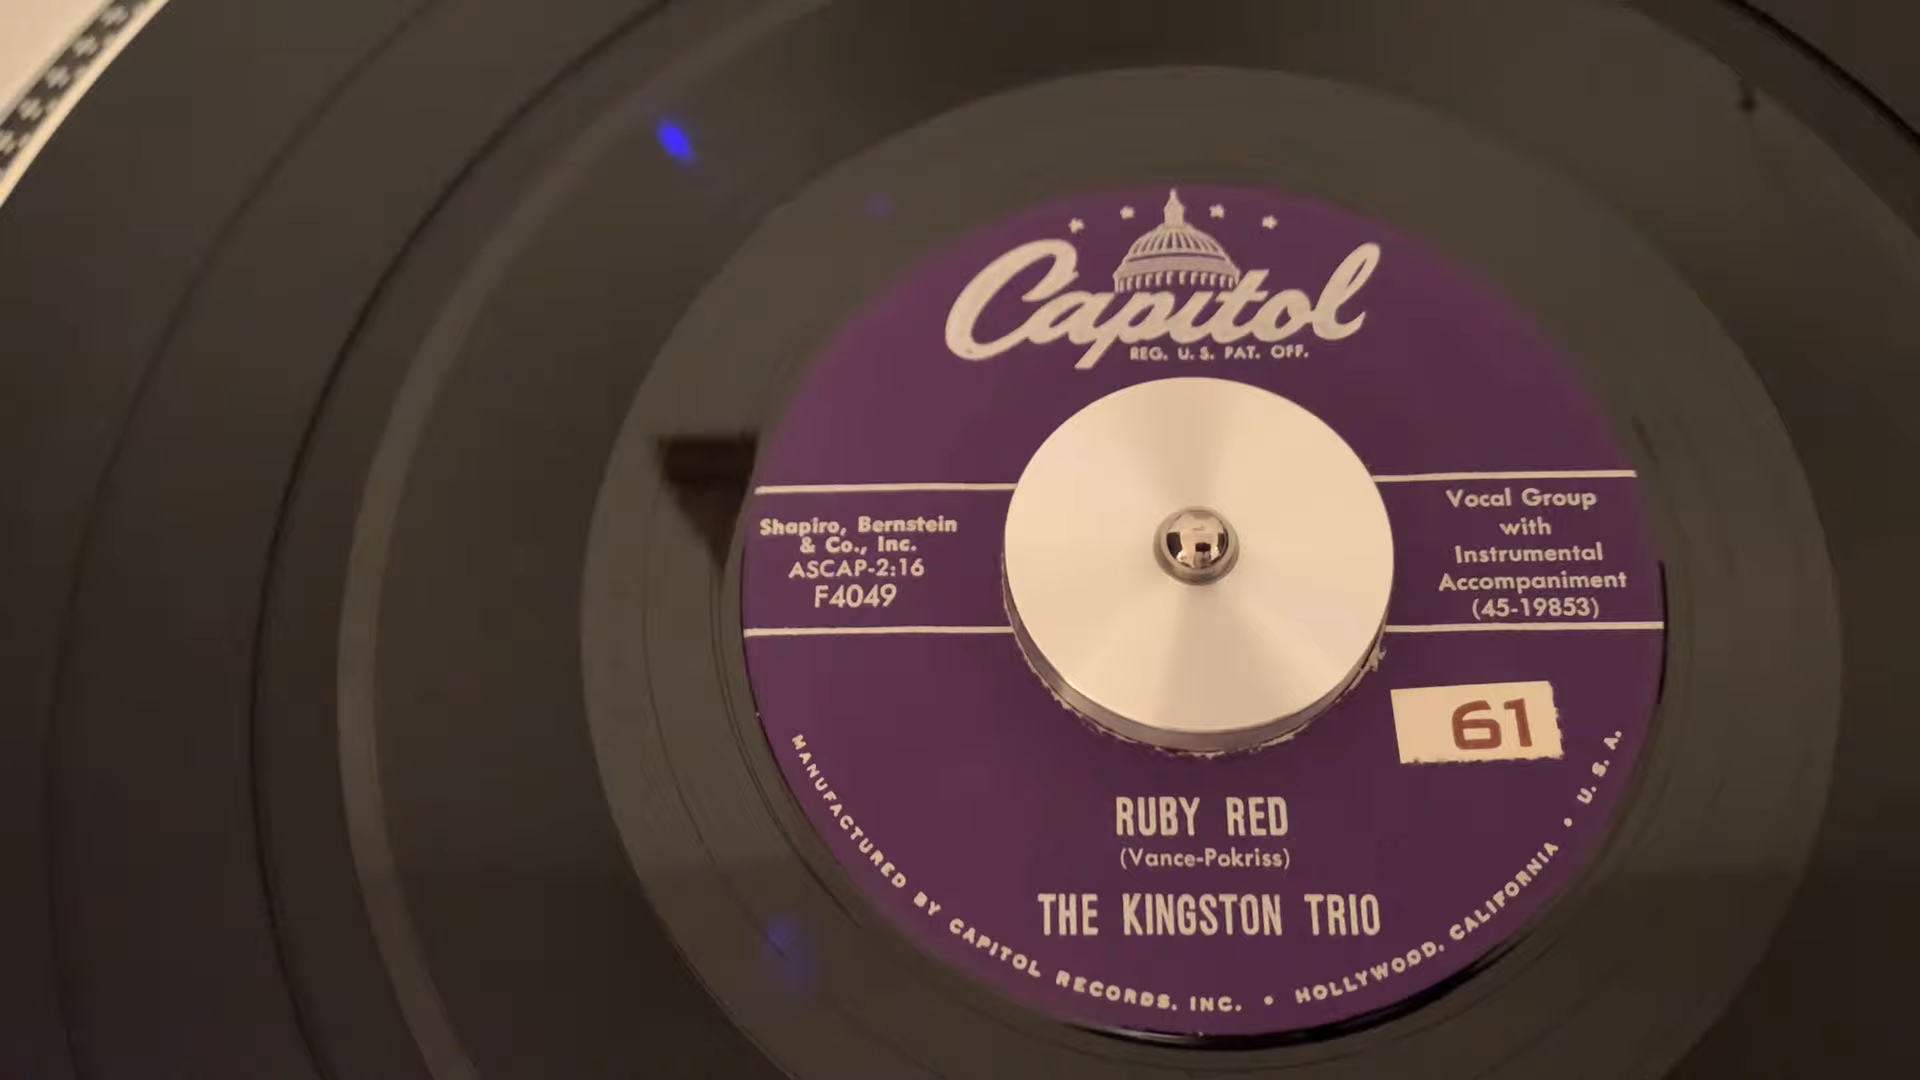 Capitol
REG. U. S. PAT. OFF.
Shapiro, Bernstein
& Co., Inc.
ASCAP-2:16
F4049
Vocal Group
with
Instrumental
Accompaniment
(45-19853)
61
RUBY RED
(Vance-Pokriss)
THE KINGSTON TRIO
MANUFACTURED BY CAPITOL RECORDS, INC. • HOLLYWOOD, CALIFORNIA • U. S. A.